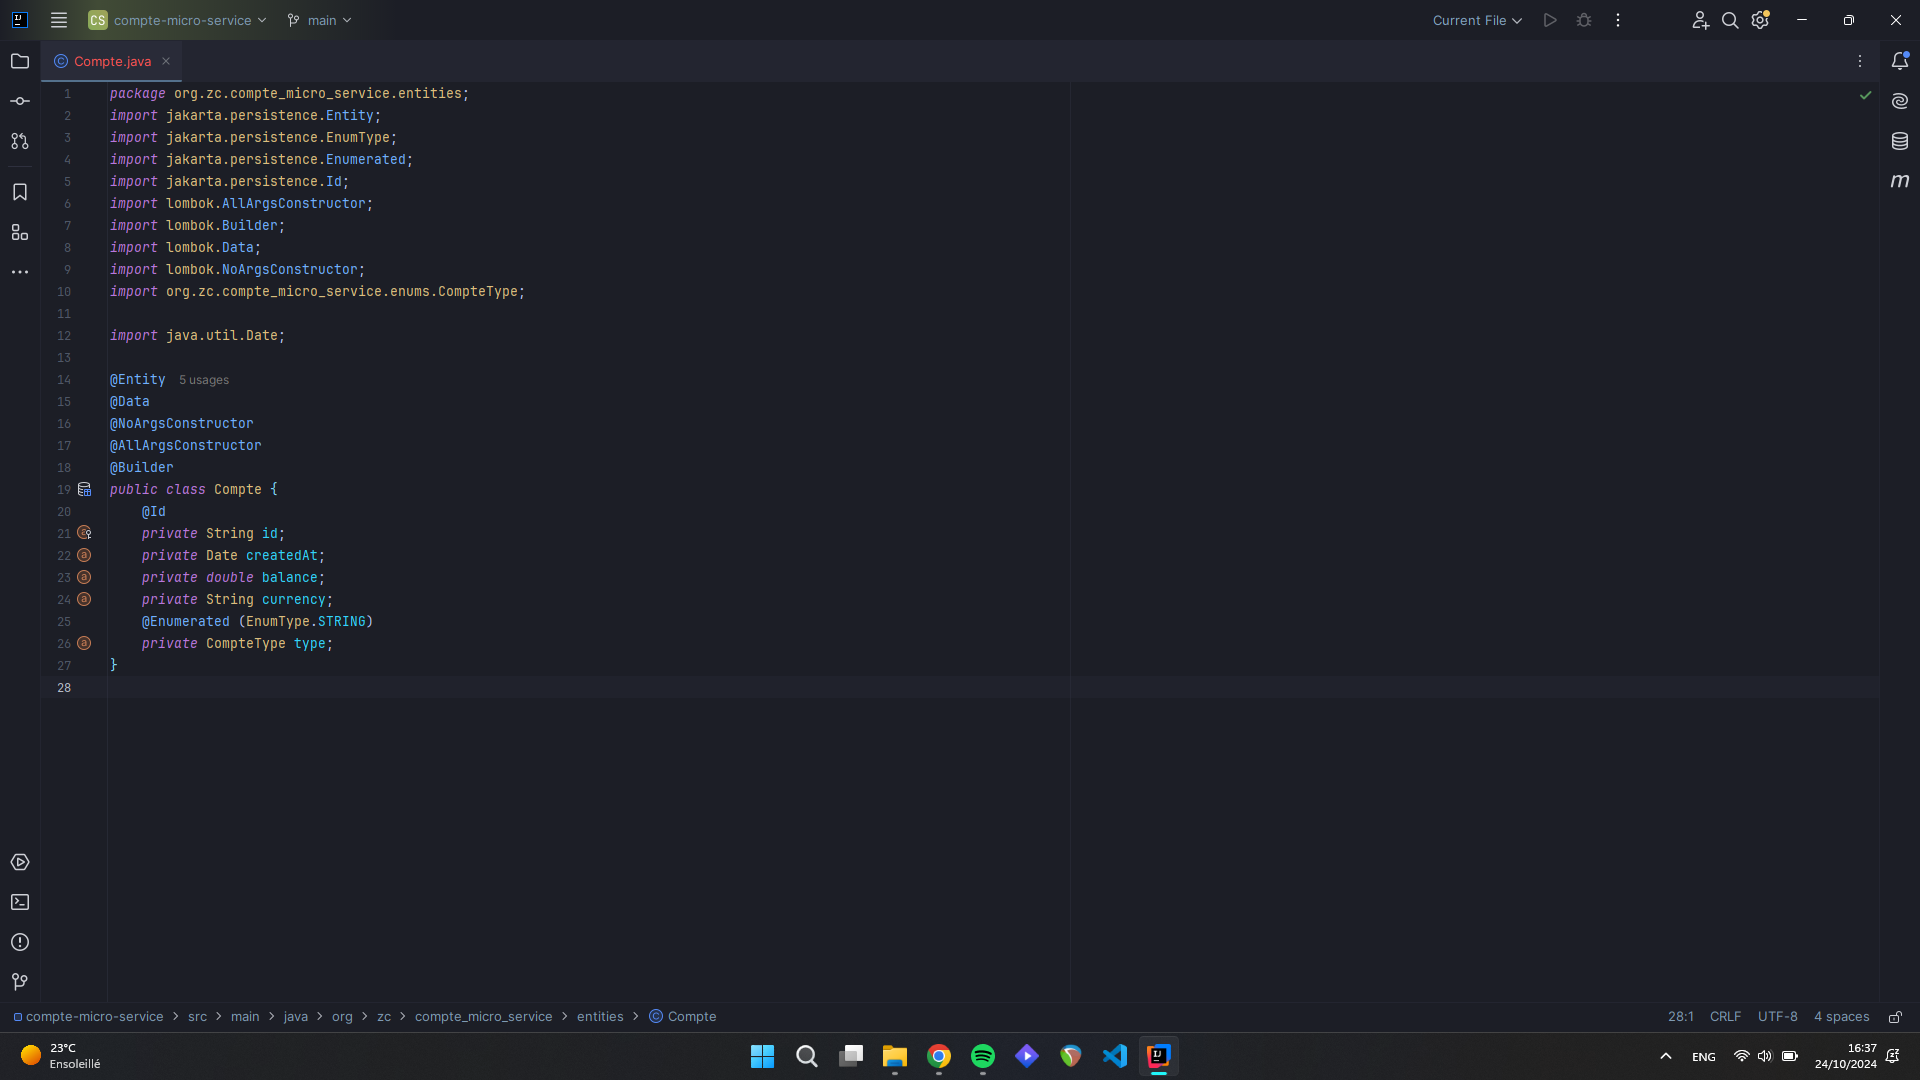 CS compte-micro-service main Current File
Compte.java
1 package org.zc.compte_micro_service.entities;
2 import jakarta.persistence.Entity;
3 import jakarta.persistence.EnumType;
4 import jakarta.persistence.Enumerated;
5 import jakarta.persistence.Id;
6 import lombok.AllArgsConstructor;
7 import lombok.Builder;
8 import lombok.Data;
9 import lombok.NoArgsConstructor;
10 import org.zc.compte_micro_service.enums.CompteType;
11
12 import java.util.Date;
13
14 @Entity 5 usages
15 @Data
16 @NoArgsConstructor
17 @AllArgsConstructor
18 @Builder
19 public class Compte {
20 @Id
21 private String id;
22 private Date createdAt;
23 private double balance;
24 private String currency;
25 @Enumerated (EnumType.STRING)
26 private CompteType type;
27 }
28
compte-micro-service > src > main > java > org > zc > compte_micro_service > entities > Compte 28:1 CRLF UTF-8 4 spaces
23°C
Ensoleillé
ENG
16:37
24/10/2024